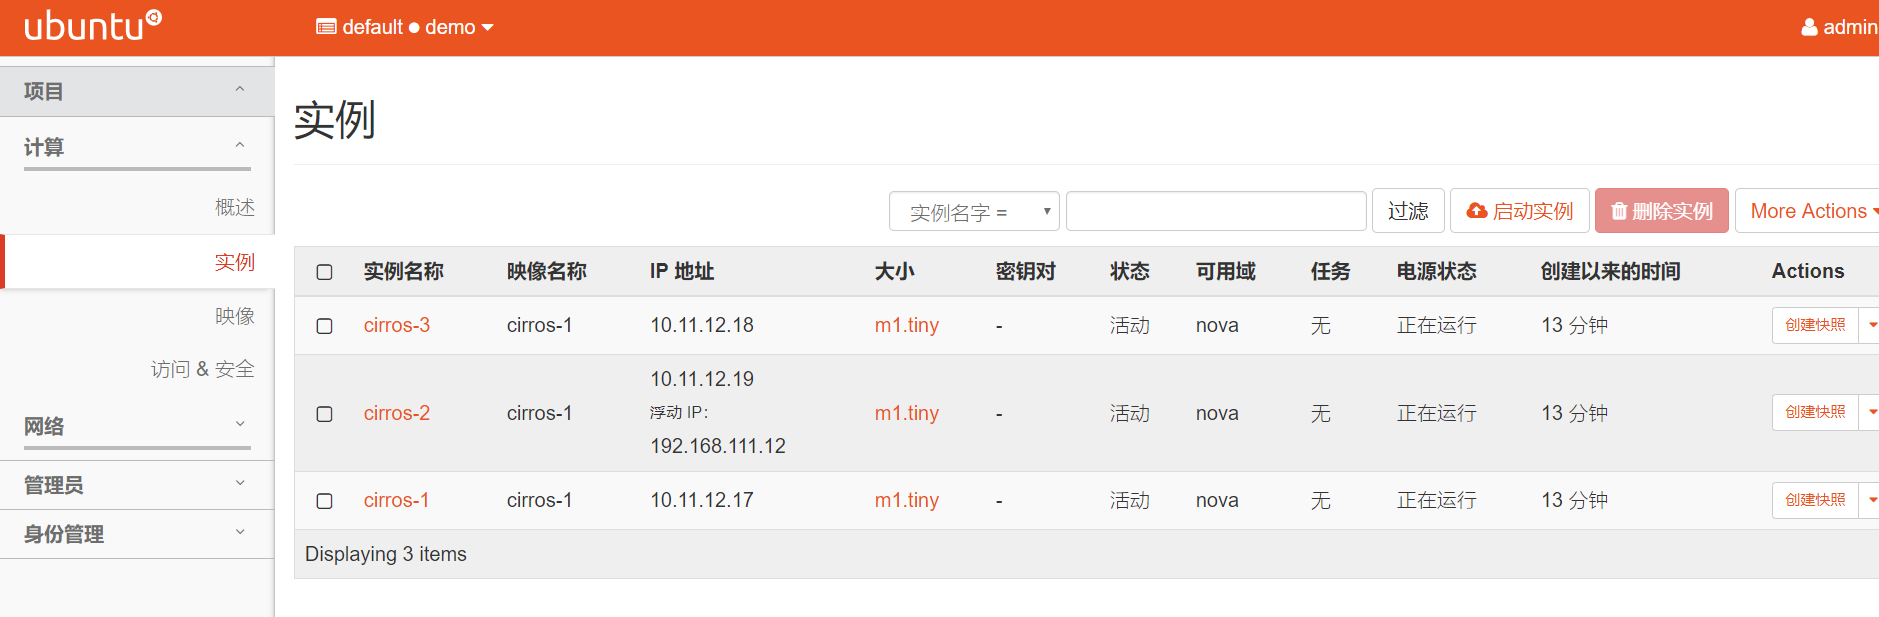 ubuntu
default ● demo
admin
项目
计算
概述
实例
映像
访问 & 安全
网络
管理员
身份管理
实例
实例名字 = 过滤 启动实例 删除实例 More Actions
实例名称 映像名称 IP 地址 大小 密钥对 状态 可用域 任务 电源状态 创建以来的时间 Actions
cirros-3 cirros-1 10.11.12.18 m1.tiny - 活动 nova 无 正在运行 13 分钟 创建快照
10.11.12.19
浮动 IP:
cirros-2 cirros-1 m1.tiny - 活动 nova 无 正在运行 13 分钟 创建快照
192.168.111.12
cirros-1 cirros-1 10.11.12.17 m1.tiny - 活动 nova 无 正在运行 13 分钟 创建快照
Displaying 3 items